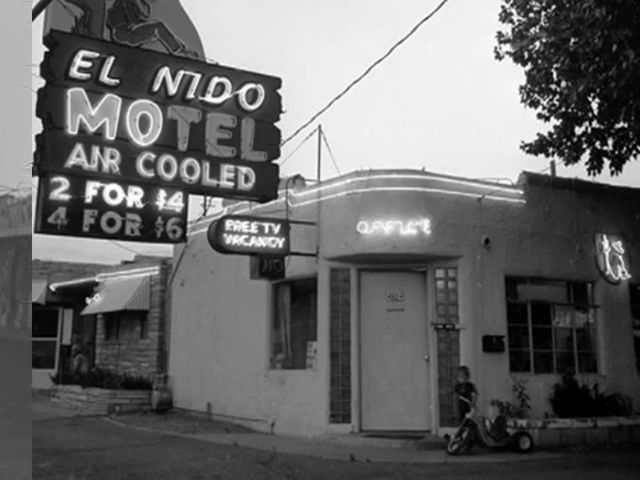 EL NIDO
MOTEL
AIR COOLED
2 FOR $4
4 FOR $6
FREE TV
VACANCY
OFFICE